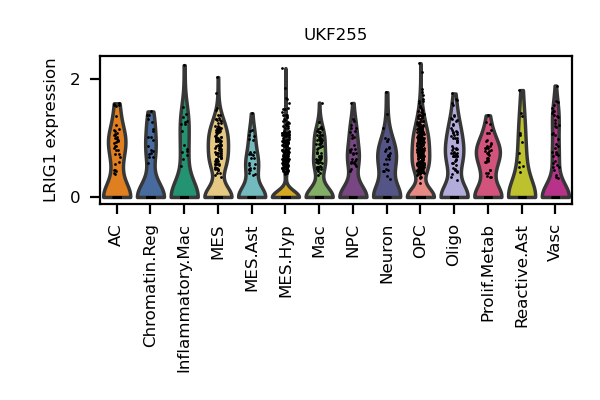 UKF255
LRIG1 expression
2
0
AC
Chromatin.Reg
Inflammatory.Mac
MES
MES.Ast
MES.Hyp
Mac
NPC
Neuron
OPC
Oligo
Prolif.Metab
Reactive.Ast
Vasc